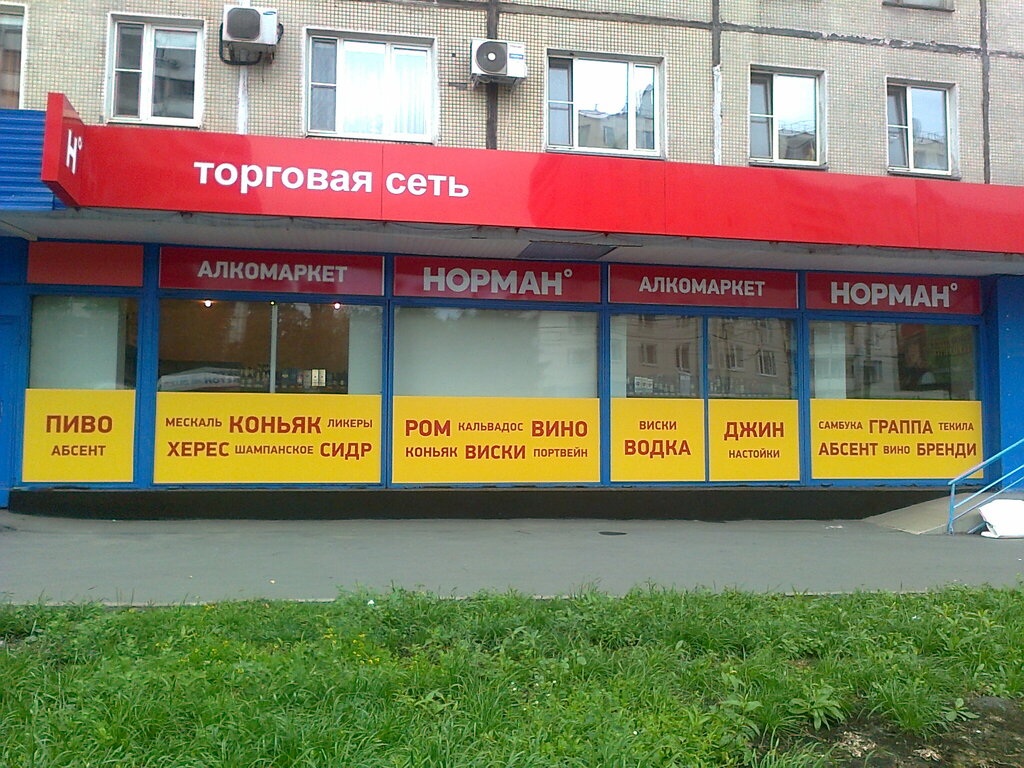 Н°
торговая сеть
АЛКОМАРКЕТ
НОРМАН°
АЛКОМАРКЕТ
НОРМАН°
ПИВО
АБСЕНТ
МЕСКАЛЬ КОНЬЯК ЛИКЕРЫ
ХЕРЕС ШАМПАНСКОЕ СИДР
РОМ КАЛЬВАДОС ВИНО
КОНЬЯК ВИСКИ ПОРТВЕЙН
ВИСКИ
ВОДКА
ДЖИН
НАСТОЙКИ
САМБУКА ГРАППА ТЕКИЛА
АБСЕНТ ВИНО БРЕНДИ